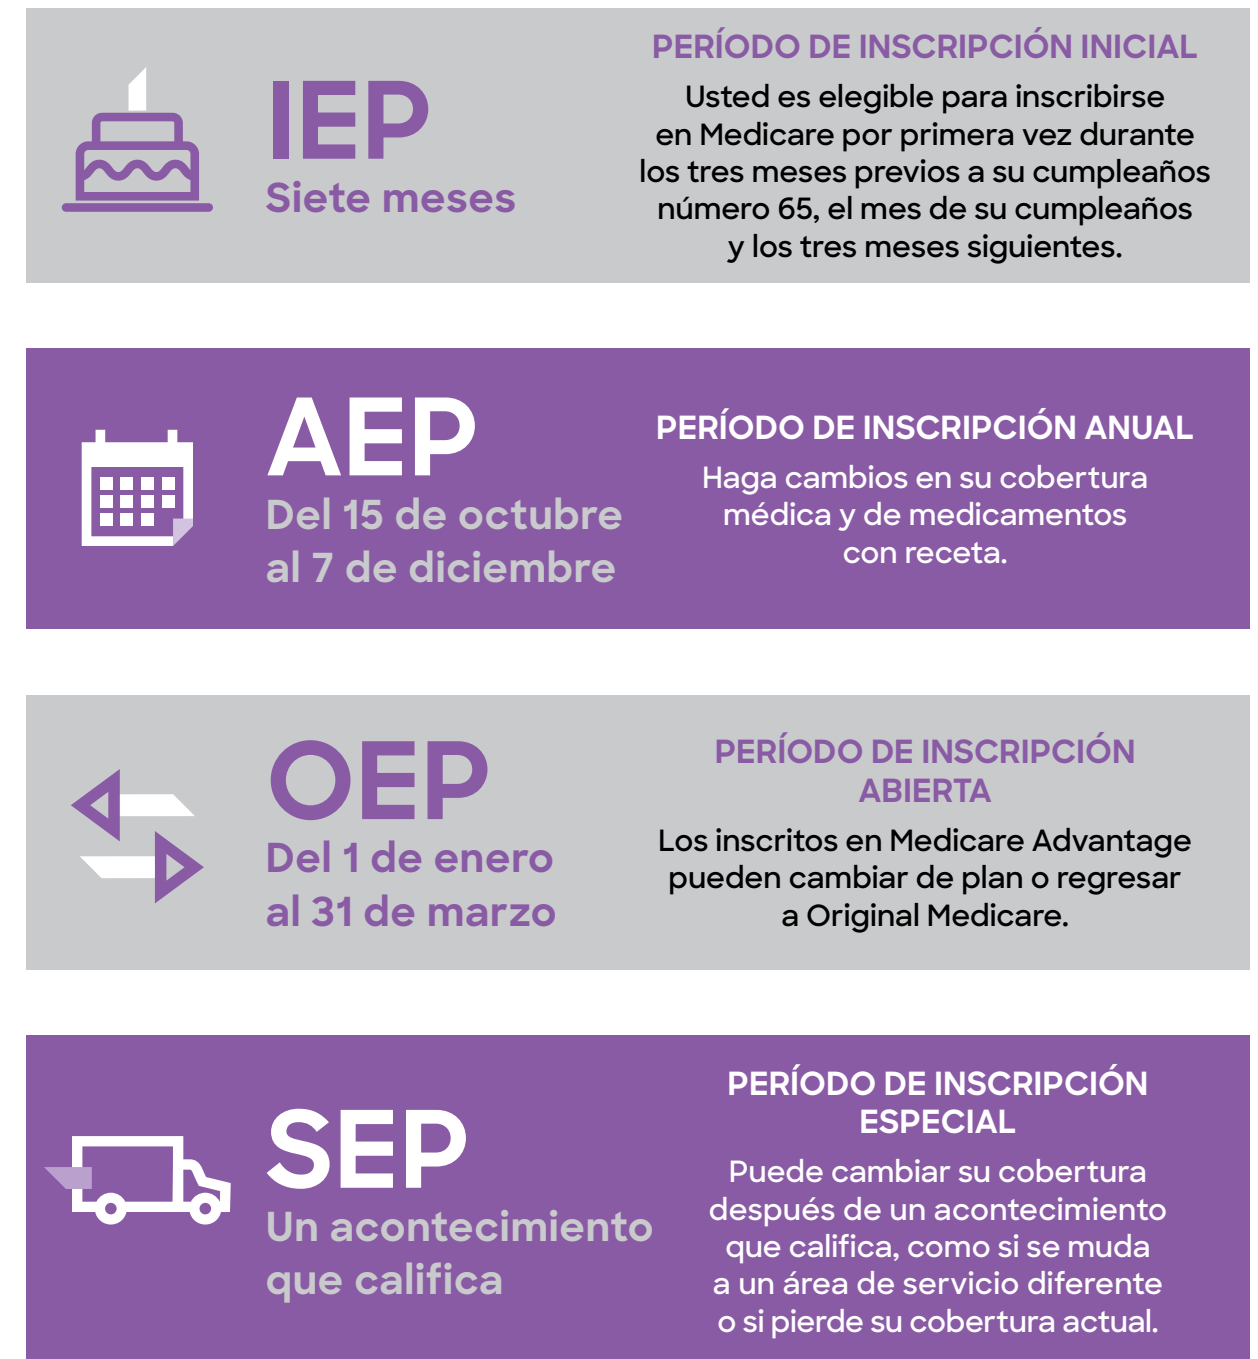 IEP
Siete meses
PERÍODO DE INSCRIPCIÓN INICIAL
Usted es elegible para inscribirse
en Medicare por primera vez durante
los tres meses previos a su cumpleaños
número 65, el mes de su cumpleaños
y los tres meses siguientes.
AEP
Del 15 de octubre
al 7 de diciembre
PERÍODO DE INSCRIPCIÓN ANUAL
Haga cambios en su cobertura
médica y de medicamentos
con receta.
OEP
Del 1 de enero
al 31 de marzo
PERÍODO DE INSCRIPCIÓN
ABIERTA
Los inscritos en Medicare Advantage
pueden cambiar de plan o regresar
a Original Medicare.
SEP
Un acontecimiento
que califica
PERÍODO DE INSCRIPCIÓN
ESPECIAL
Puede cambiar su cobertura
después de un acontecimiento
que califica, como si se muda
a un área de servicio diferente
o si pierde su cobertura actual.